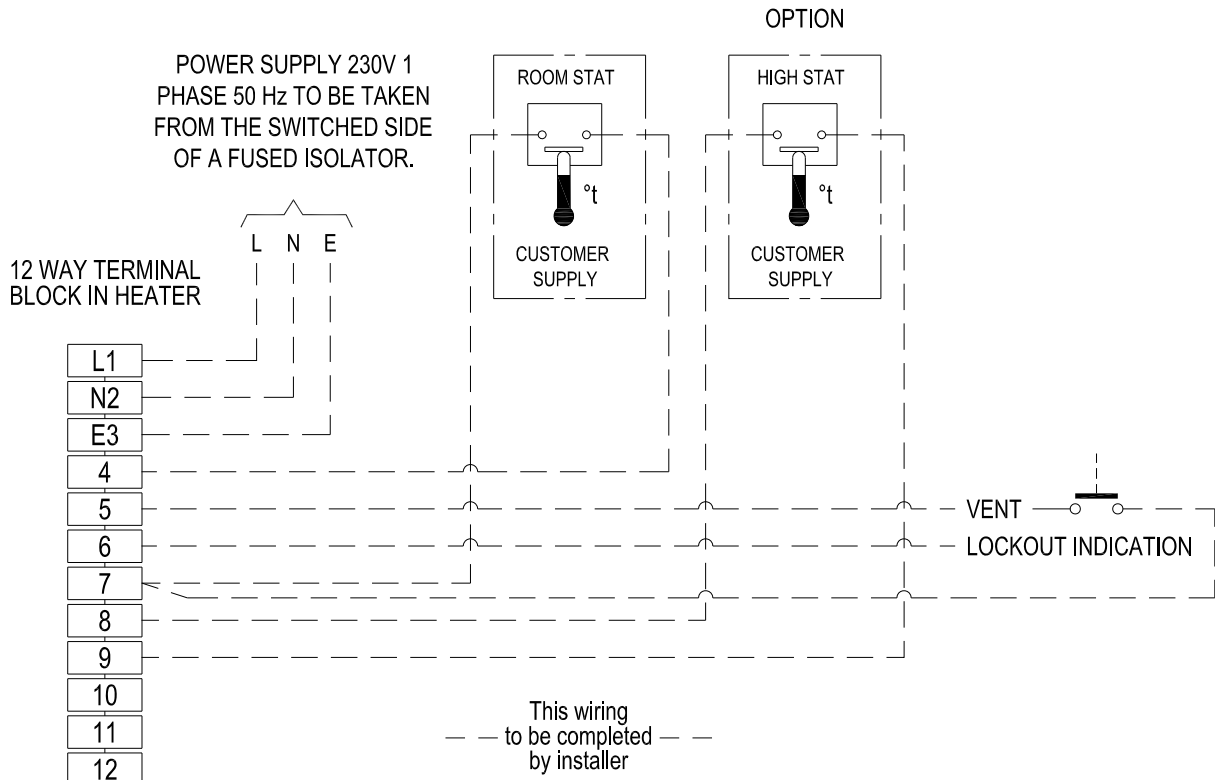 OPTION
POWER SUPPLY 230V 1
PHASE 50 Hz TO BE TAKEN
FROM THE SWITCHED SIDE
OF A FUSED ISOLATOR.
ROOM STAT
°t
CUSTOMER
SUPPLY
HIGH STAT
°t
CUSTOMER
SUPPLY
L N E
12 WAY TERMINAL
BLOCK IN HEATER
L1
N2
E3
4
5
6
7
8
9
10
11
12
VENT
LOCKOUT INDICATION
This wiring
to be completed
by installer